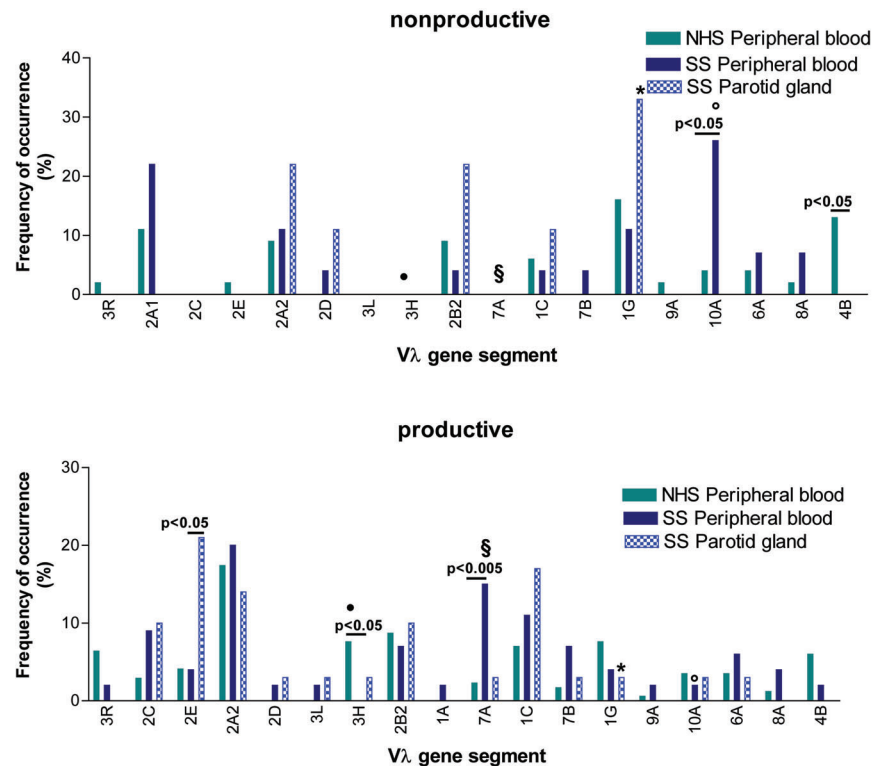 nonproductive
NHS Peripheral blood
SS Peripheral blood
SS Parotid gland
Frequency of occurrence
(%)
40
30
20
10
0
*
°
p<0.05
p<0.05
•
§
3R 2A1 2C 2E 2A2 2D 3L 3H 2B2 7A 1C 7B 1G 9A 10A 6A 8A 4B
Vλ gene segment
productive
NHS Peripheral blood
SS Peripheral blood
SS Parotid gland
Frequency of occurrence
(%)
30
20
10
0
p<0.05
§
p<0.005
•
p<0.05
*
°
3R 2C 2E 2A2 2D 3L 3H 2B2 1A 7A 1C 7B 1G 9A 10A 6A 8A 4B
Vλ gene segment